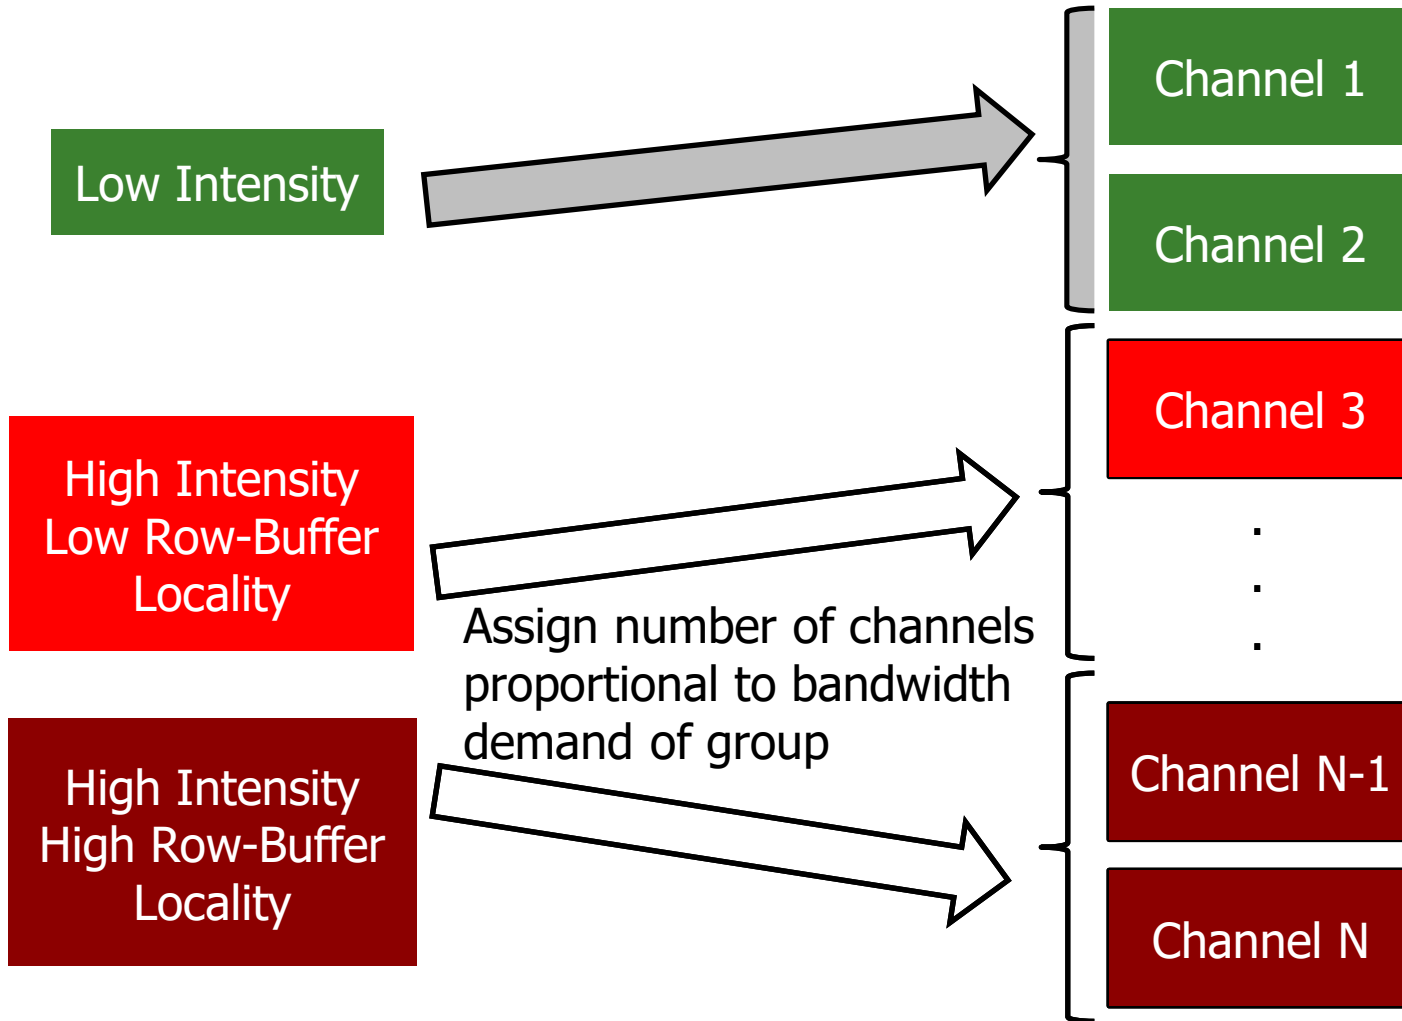 Low Intensity
High Intensity
Low Row-Buffer
Locality
High Intensity
High Row-Buffer
Locality
Assign number of channels
proportional to bandwidth
demand of group
Channel 1
Channel 2
Channel 3
.
.
.
Channel N-1
Channel N